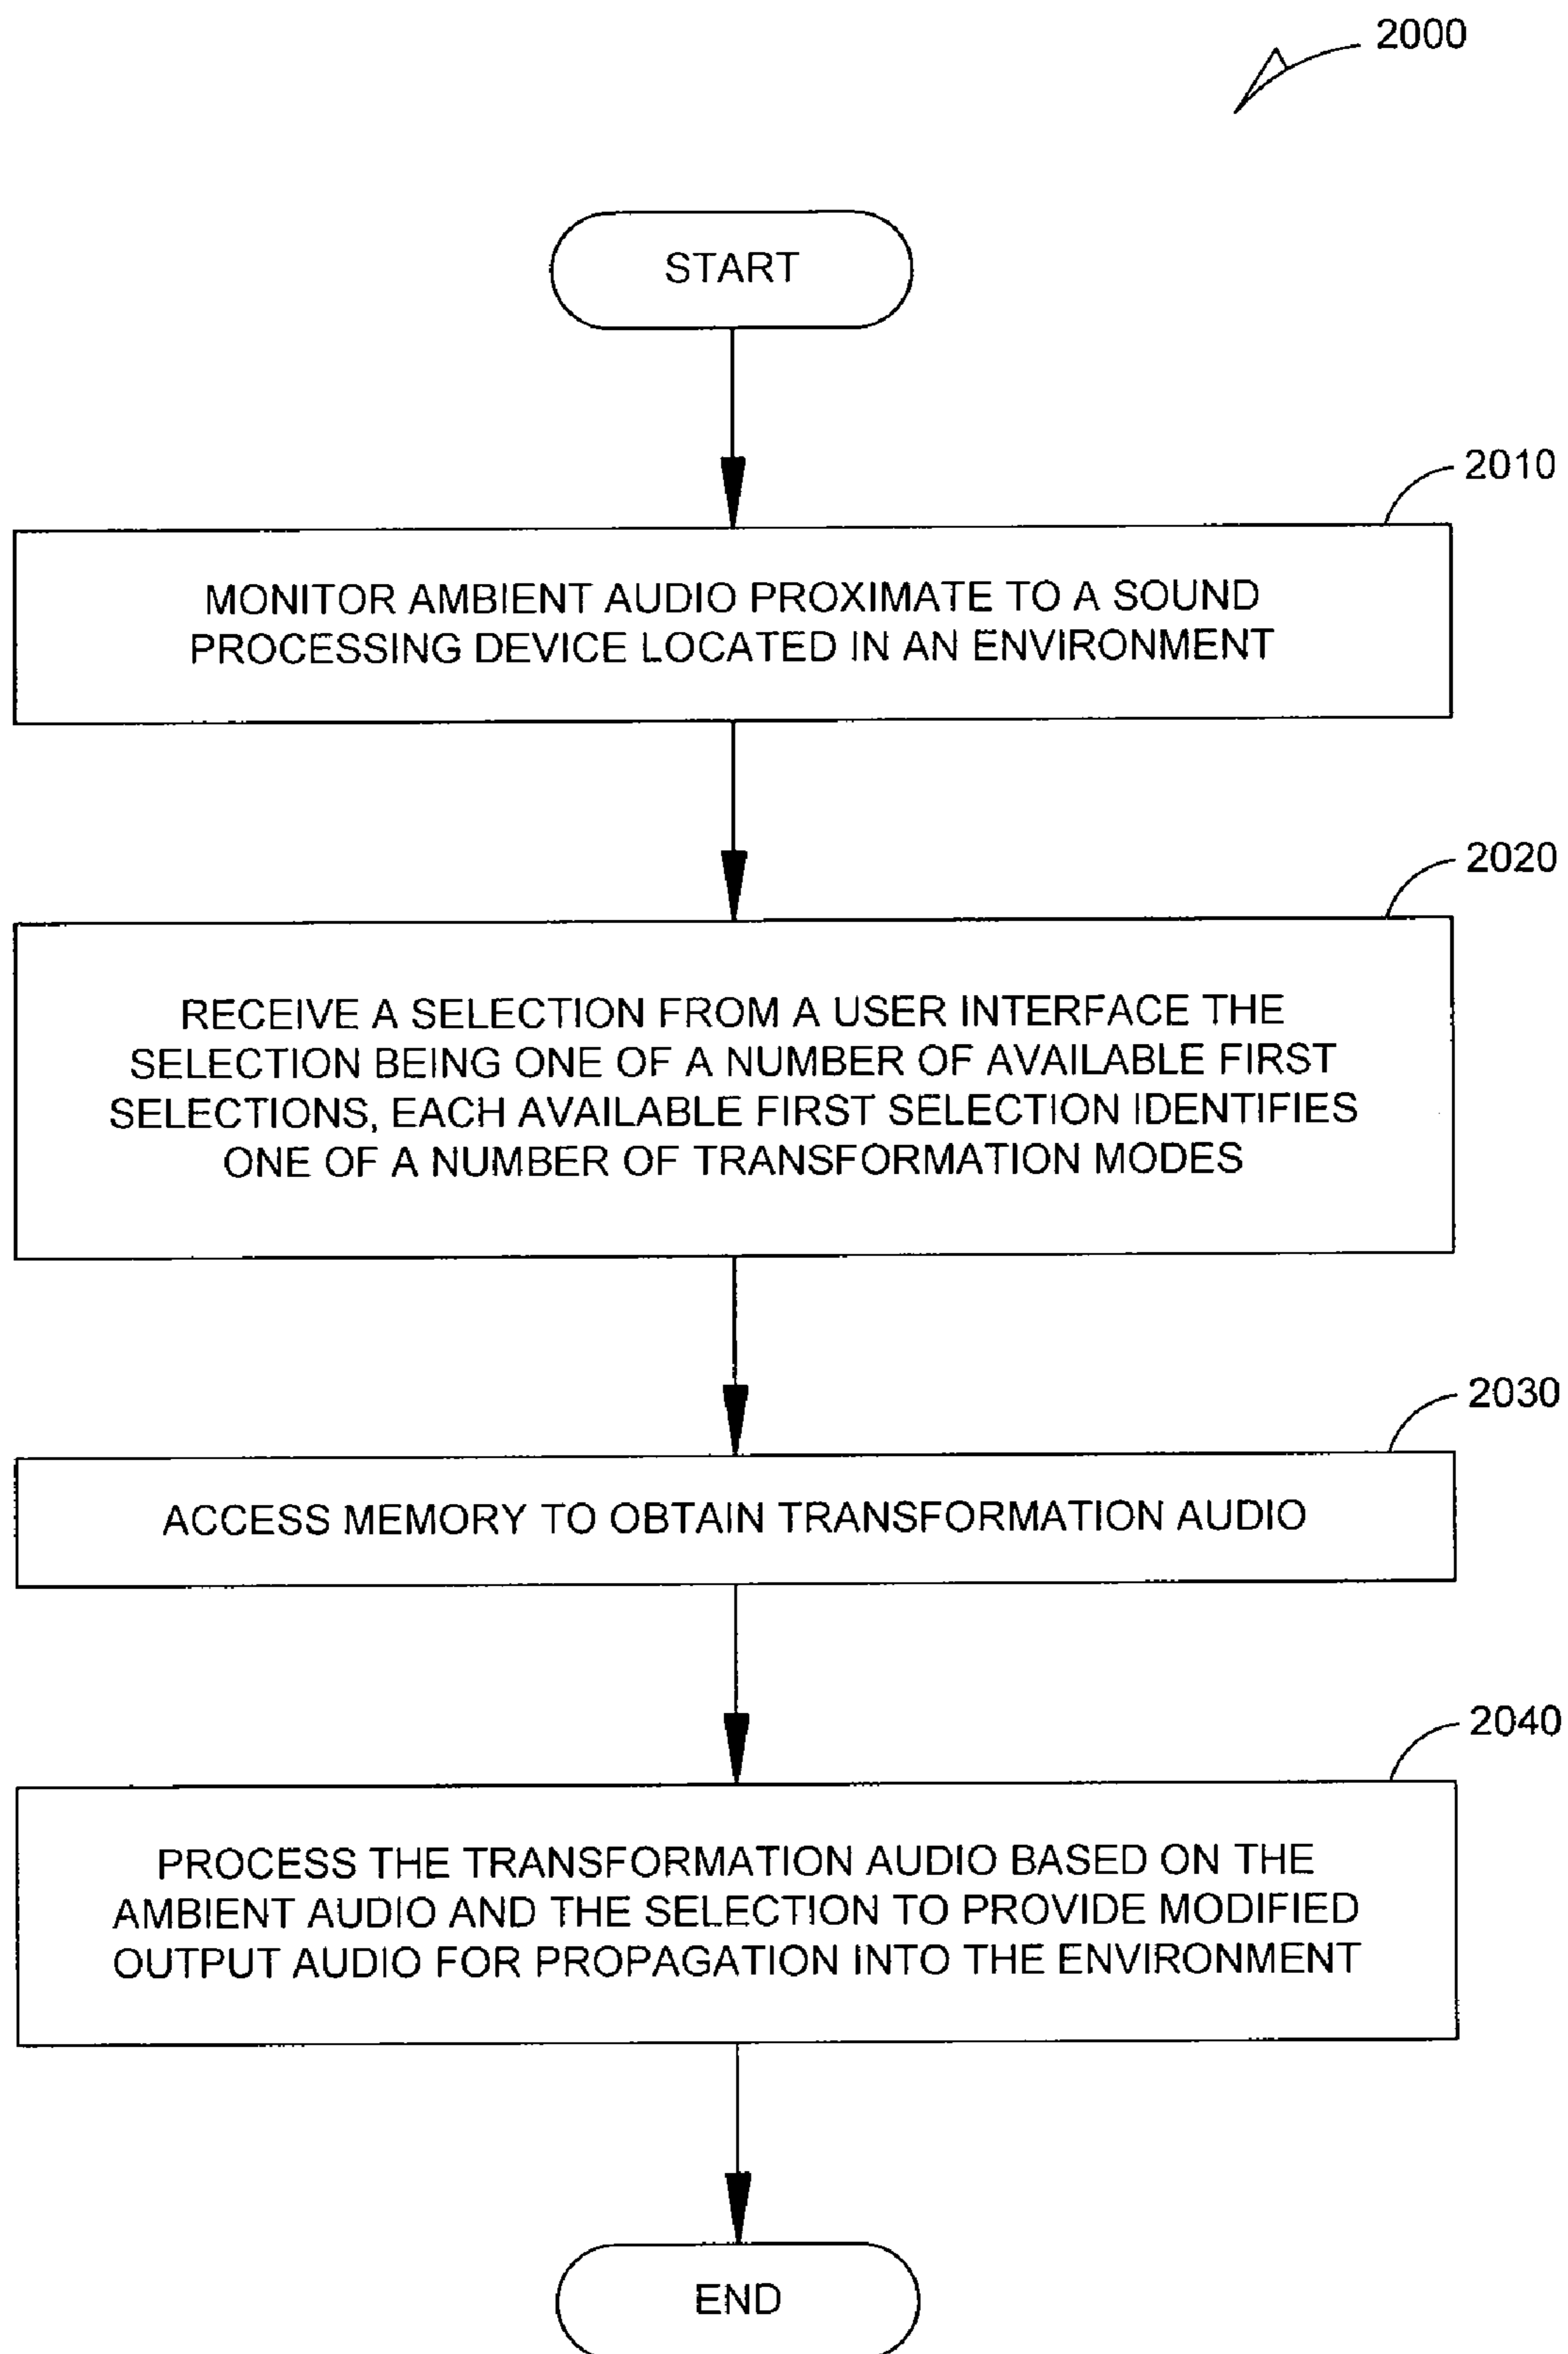 2000
START
2010
MONITOR AMBIENT AUDIO PROXIMATE TO A SOUND
PROCESSING DEVICE LOCATED IN AN ENVIRONMENT
2020
RECEIVE A SELECTION FROM A USER INTERFACE THE
SELECTION BEING ONE OF A NUMBER OF AVAILABLE FIRST
SELECTIONS, EACH AVAILABLE FIRST SELECTION IDENTIFIES
ONE OF A NUMBER OF TRANSFORMATION MODES
2030
ACCESS MEMORY TO OBTAIN TRANSFORMATION AUDIO
2040
PROCESS THE TRANSFORMATION AUDIO BASED ON THE
AMBIENT AUDIO AND THE SELECTION TO PROVIDE MODIFIED
OUTPUT AUDIO FOR PROPAGATION INTO THE ENVIRONMENT
END